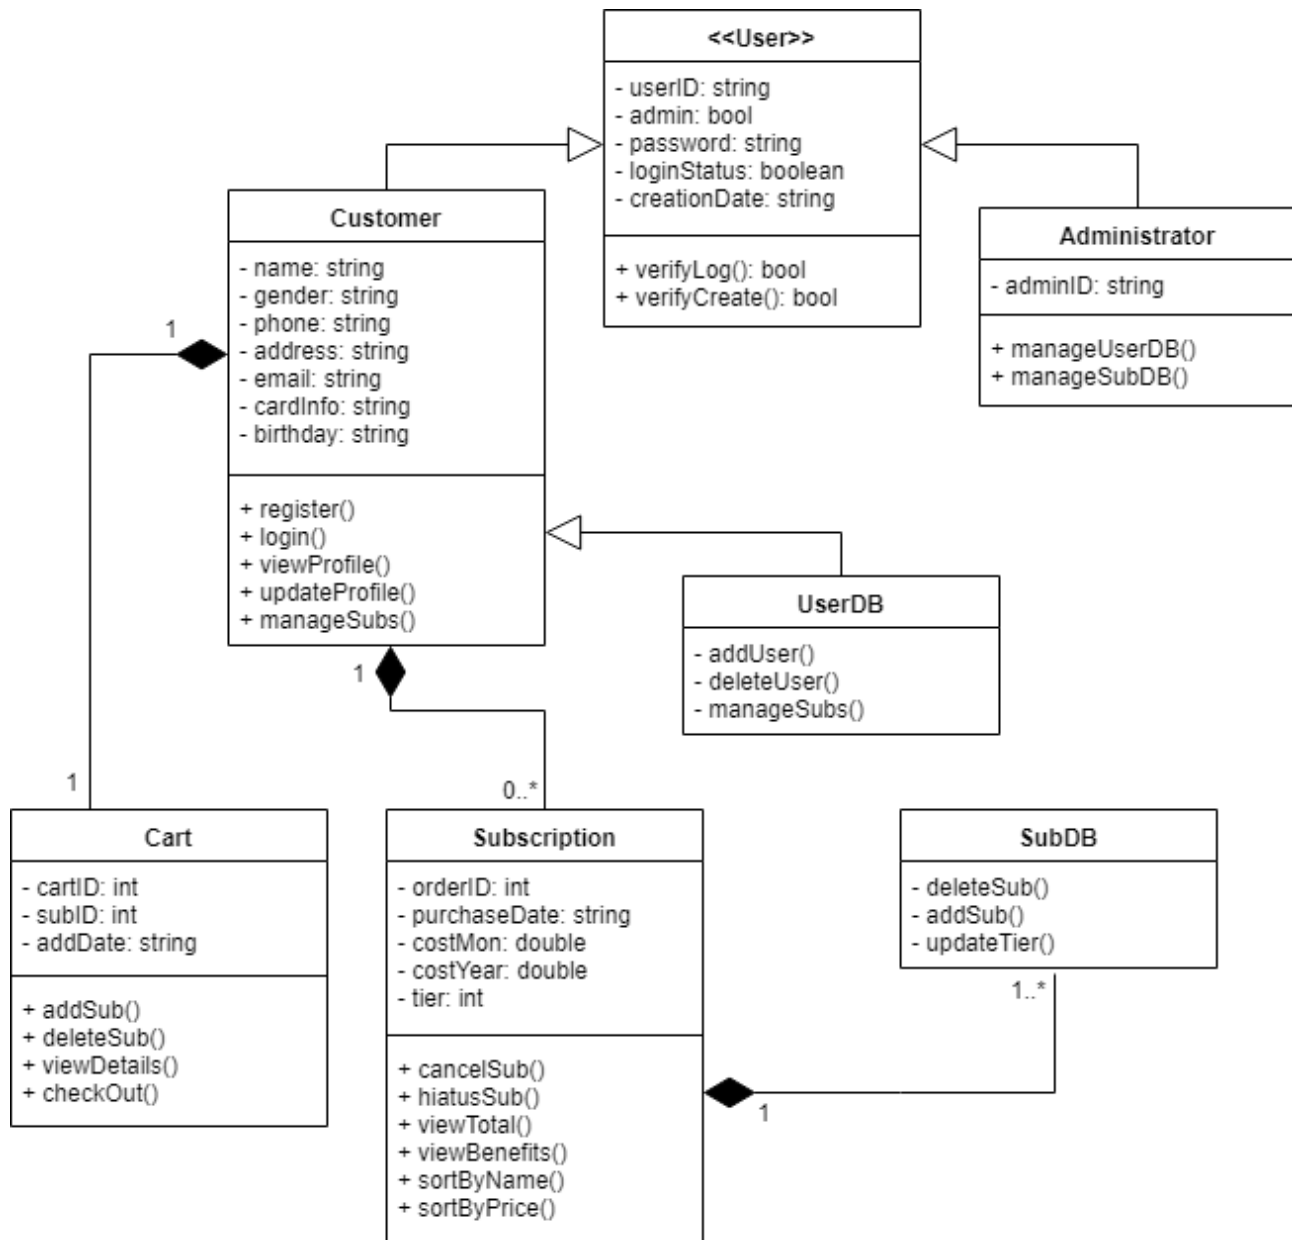 <<User>>
- userID: string
- admin: bool
- password: string
- loginStatus: boolean
- creationDate: string
+ verifyLog(): bool
+ verifyCreate(): bool
Customer
- name: string
- gender: string
- phone: string
- address: string
- email: string
- cardInfo: string
- birthday: string
+ register()
+ login()
+ viewProfile()
+ updateProfile()
+ manageSubs()
Administrator
- adminID: string
+ manageUserDB()
+ manageSubDB()
1
UserDB
- addUser()
- deleteUser()
- manageSubs()
1
1
0..*
Cart
- cartID: int
- subID: int
- addDate: string
+ addSub()
+ deleteSub()
+ viewDetails()
+ checkOut()
Subscription
- orderID: int
- purchaseDate: string
- costMon: double
- costYear: double
- tier: int
+ cancelSub()
+ hiatusSub()
+ viewTotal()
+ viewBenefits()
+ sortByName()
+ sortByPrice()
SubDB
- deleteSub()
- addSub()
- updateTier()
1..*
1